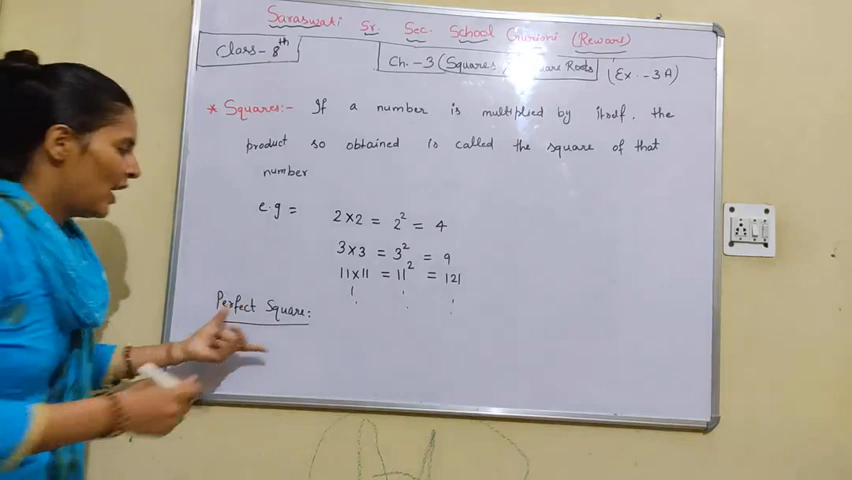 Saraswati Sr. Sec. School (Rewari)
Class - 8th
Ch. - 3 (Squares Square Roots)
(Ex. - 3A)
* Squares:- If a number is multiplied by itself, the
product so obtained is called the square of that
number
e.g = 2×2 = 2² = 4
3×3 = 3² = 9
11×11 = 11² = 121
Perfect Square: